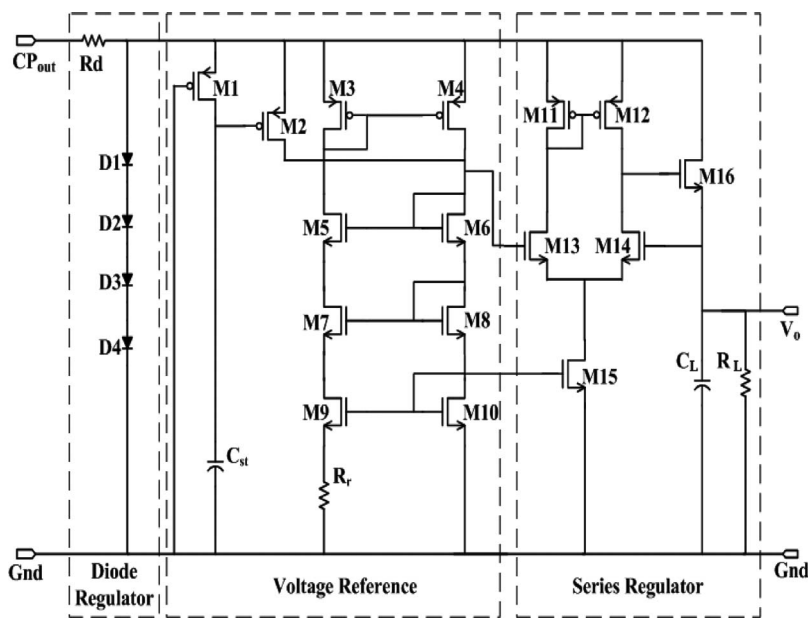 CPout
Rd
M1
M2
M3
M4
M11
M12
M16
D1
D2
D3
D4
M5
M6
M13
M14
M7
M8
Vo
CL
RL
M15
M9
M10
Cst
Rr
Gnd
Gnd
Diode
Regulator
Voltage Reference
Series Regulator